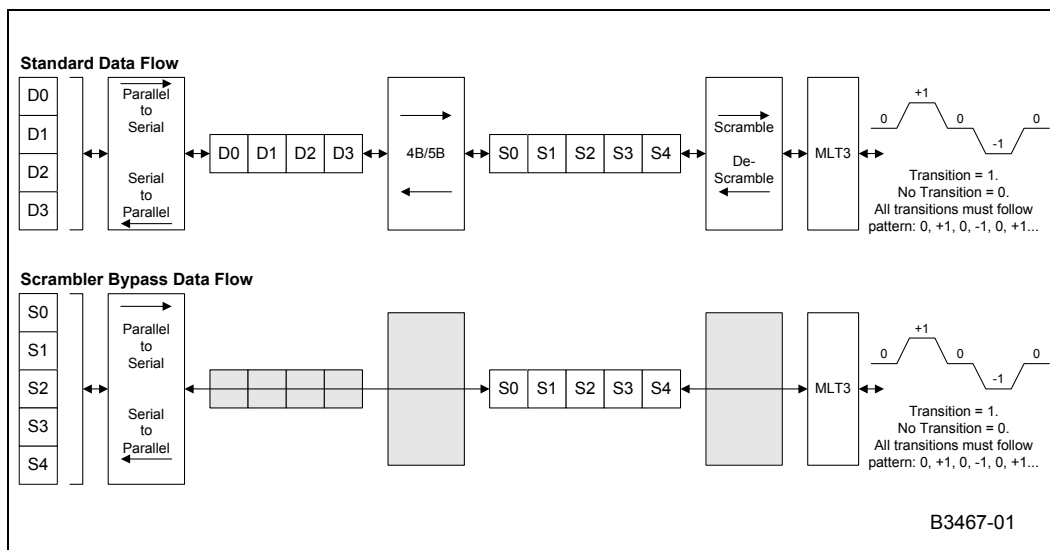 Standard Data Flow
D0
D1
D2
D3
Parallel
to
Serial
Serial
to
Parallel
D0 D1 D2 D3
4B/5B
S0 S1 S2 S3 S4
Scramble
De-
Scramble
MLT3
0 +1 0 -1 0
Transition = 1.
No Transition = 0.
All transitions must follow
pattern: 0, +1, 0, -1, 0, +1...
Scrambler Bypass Data Flow
S0
S1
S2
S3
S4
Parallel
to
Serial
Serial
to
Parallel
S0 S1 S2 S3 S4
MLT3
0 +1 0 -1 0
Transition = 1.
No Transition = 0.
All transitions must follow
pattern: 0, +1, 0, -1, 0, +1...
B3467-01